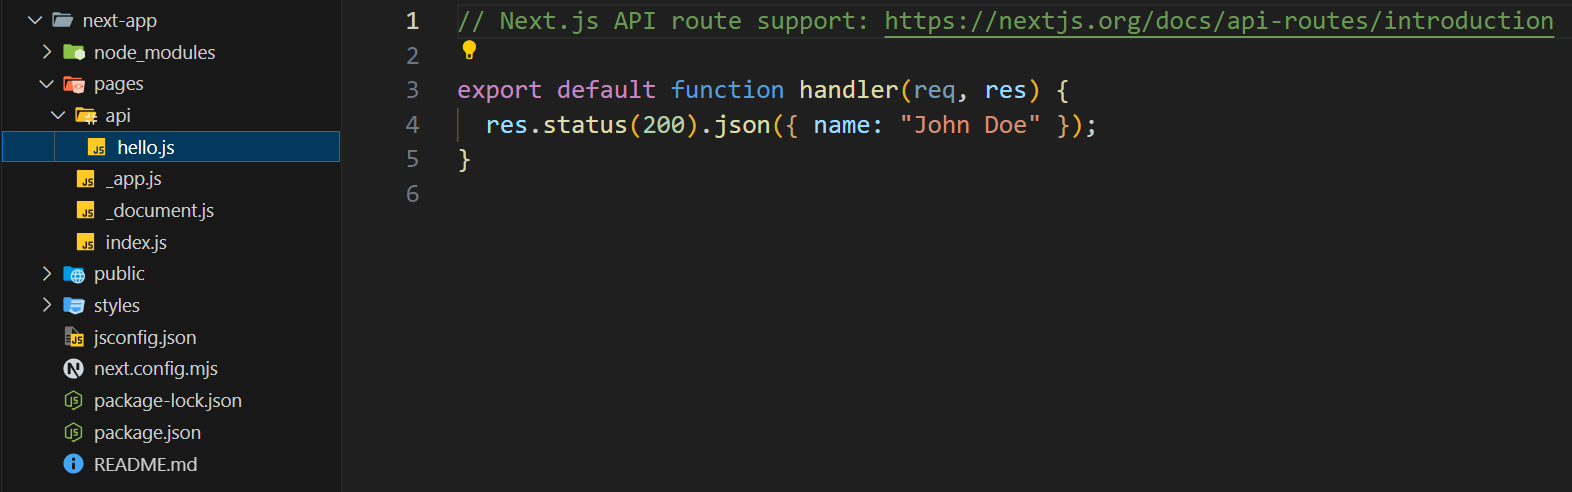 next-app
node_modules
pages
api
hello.js
_app.js
_document.js
index.js
public
styles
jsconfig.json
next.config.mjs
package-lock.json
package.json
README.md
1 // Next.js API route support: https://nextjs.org/docs/api-routes/introduction
2
3 export default function handler(req, res) {
4   res.status(200).json({ name: "John Doe" });
5 }
6